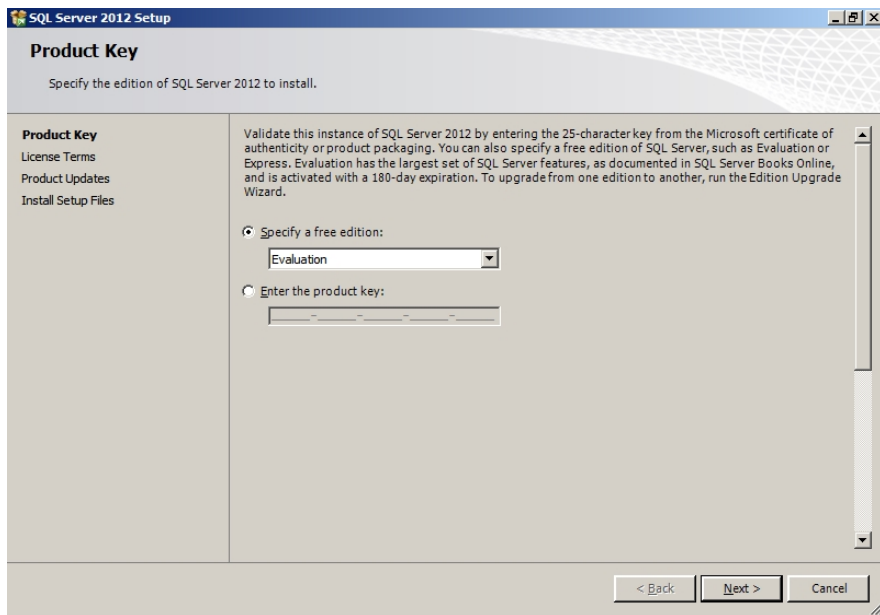 SQL Server 2012 Setup
Product Key
Specify the edition of SQL Server 2012 to install.
Product Key
License Terms
Product Updates
Install Setup Files
Validate this instance of SQL Server 2012 by entering the 25-character key from the Microsoft certificate of
authenticity or product packaging. You can also specify a free edition of SQL Server, such as Evaluation or
Express. Evaluation has the largest set of SQL Server features, as documented in SQL Server Books Online,
and is activated with a 180-day expiration. To upgrade from one edition to another, run the Edition Upgrade
Wizard.
Specify a free edition:
Evaluation
Enter the product key:
_____-_____-_____-_____-_____
< Back
Next >
Cancel